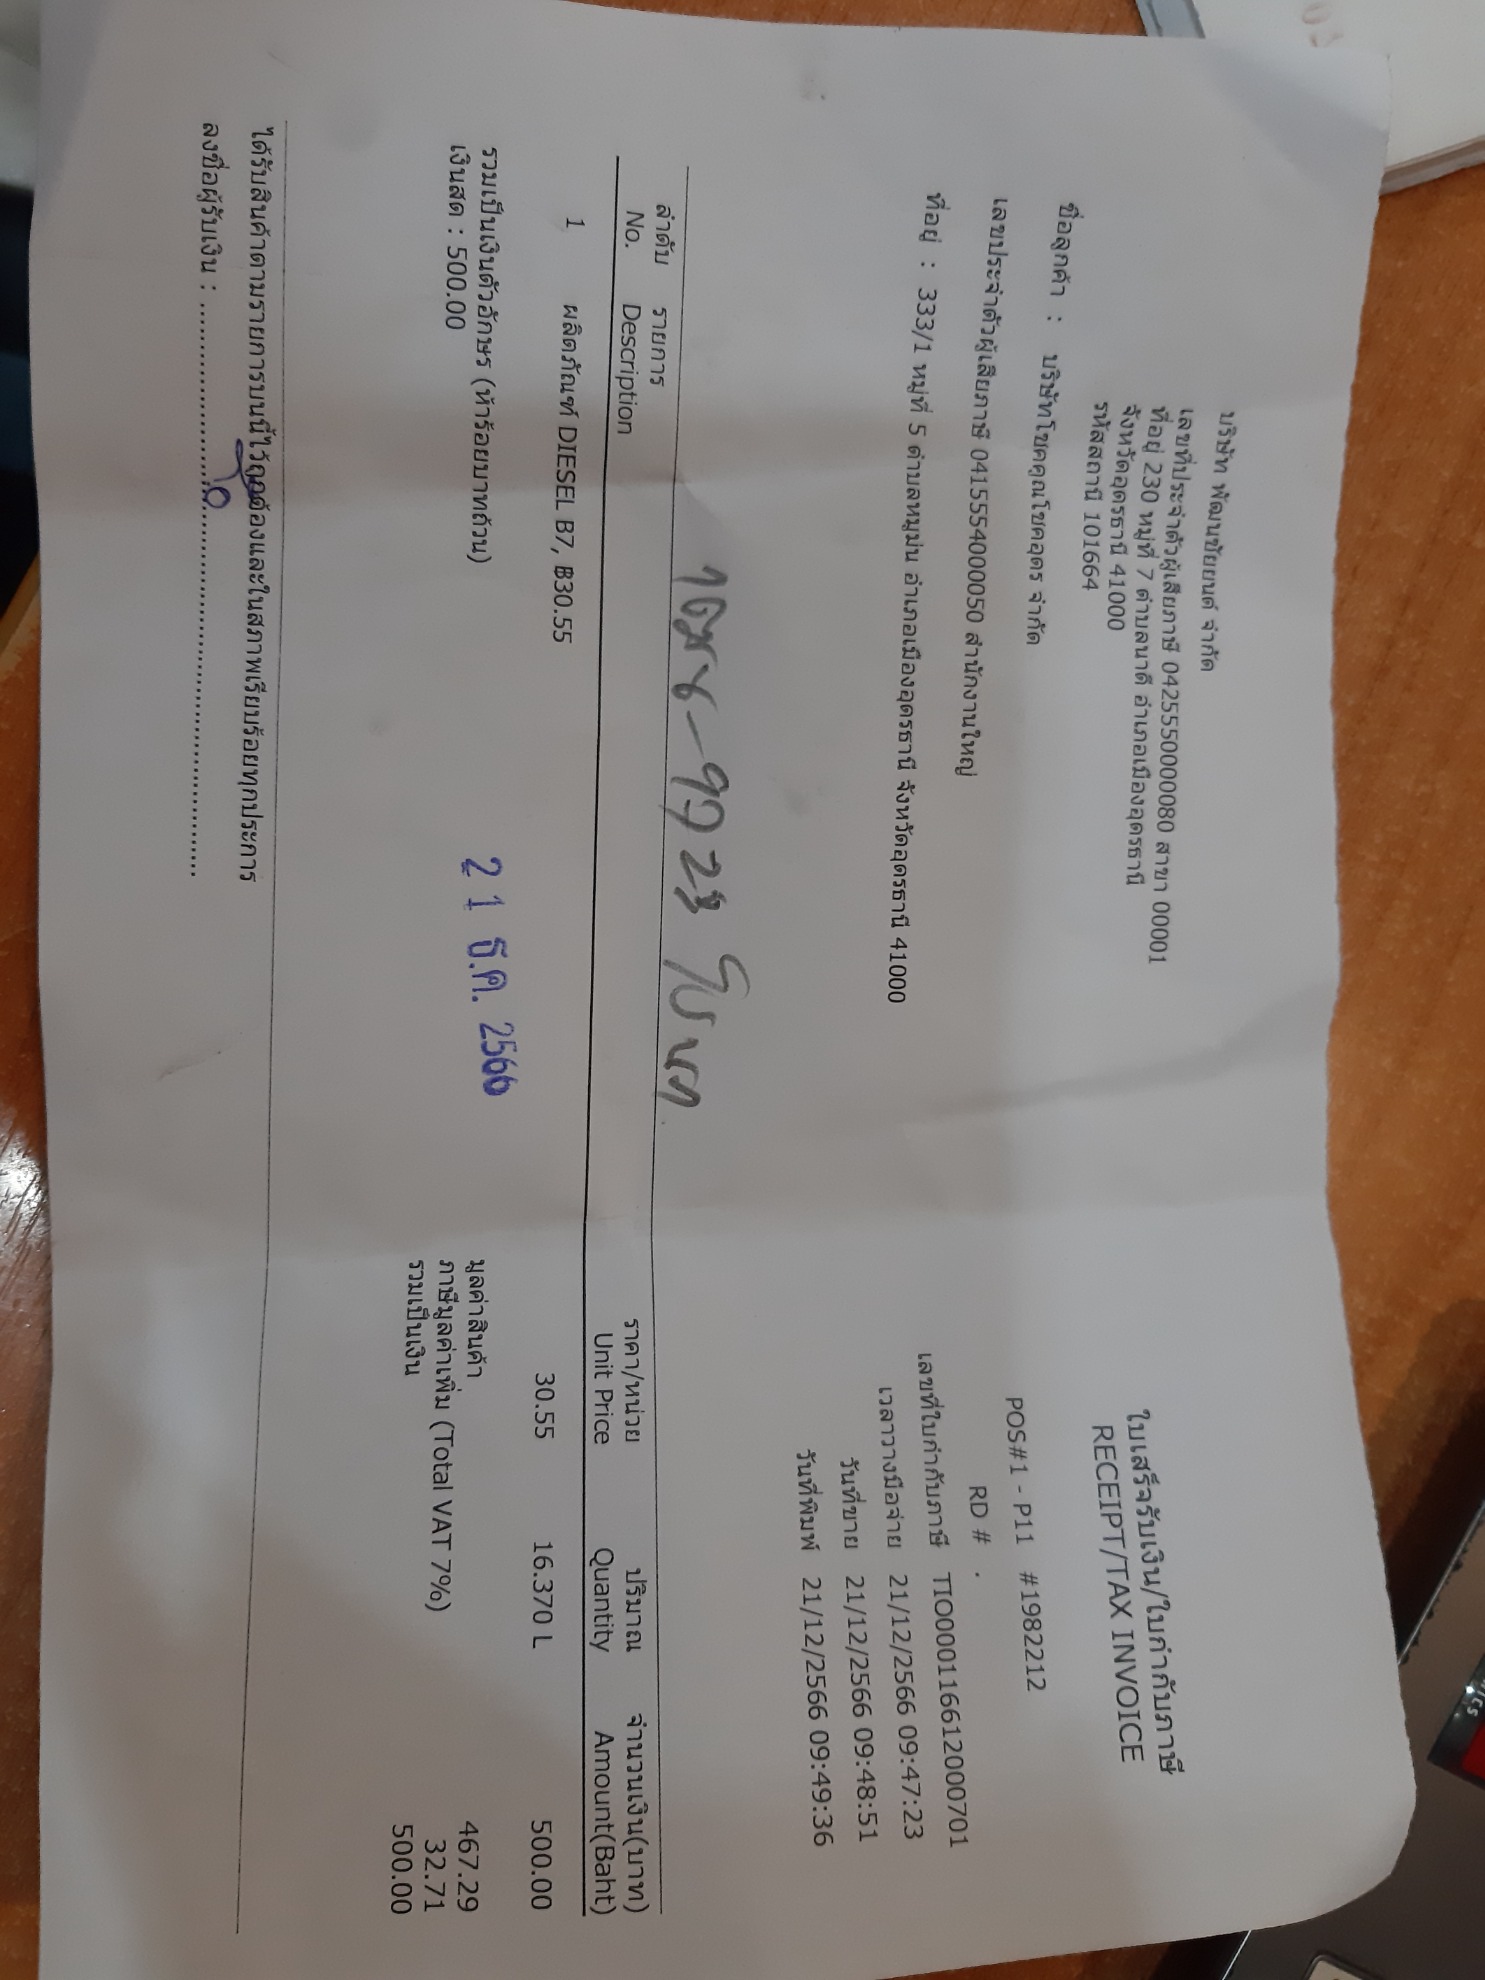 บริษัท พัฒนชัยยนต์ จำกัด
เลขที่ประจำตัวผู้เสียภาษี 0425550000080 สาขา 00001
ที่อยู่ 230 หมู่ที่ 7 ตำบลนาดี อำเภอเมืองอุดรธานี
จังหวัดอุดรธานี 41000
รหัสสถานี 101664
ใบเสร็จรับเงิน/ใบกำกับภาษี
RECEIPT/TAX INVOICE
ชื่อลูกค้า : บริษัทโชคคูณโชคอุดร จำกัด
เลขประจำตัวผู้เสียภาษี 0415540000050 สำนักงานใหญ่
ที่อยู่ : 333/1 หมู่ที่ 5 ตำบลหมูม่น อำเภอเมืองอุดรธานี จังหวัดอุดรธานี 41000
POS#1 - P11 #1982212
RD # .
เลขที่ใบกำกับภาษี TIO000116612000701
เวลาวางมือจ่าย 21/12/2566 09:47:23
วันที่ขาย 21/12/2566 09:48:51
วันที่พิมพ์ 21/12/2566 09:49:36
ลำดับ รายการ ราคา/หน่วย ปริมาณ จำนวนเงิน(บาท)
No. Description Unit Price Quantity Amount(Baht)
1 ผลิตภัณฑ์ DIESEL B7, ฿30.55 30.55 16.370 L 500.00
รวมเป็นเงินตัวอักษร (ห้าร้อยบาทถ้วน)
เงินสด : 500.00
21 ธ.ค. 2566
มูลค่าสินค้า 467.29
ภาษีมูลค่าเพิ่ม (Total VAT 7%) 32.71
รวมเป็นเงิน 500.00
ได้รับสินค้าตามรายการบนนี้ไว้ถูกต้องและในสภาพเรียบร้อยทุกประการ
ลงชื่อผู้รับเงิน : ............................................................